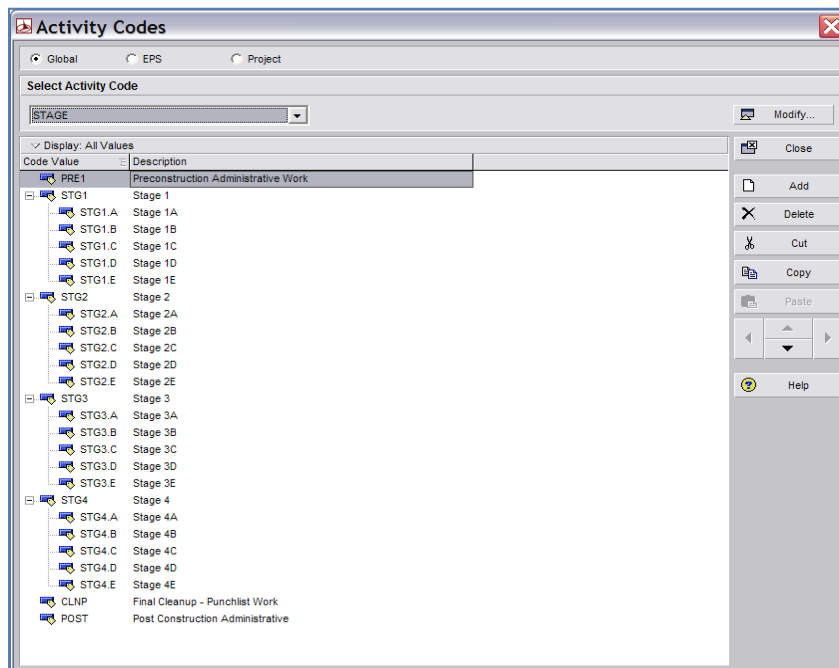 Activity Codes
Global EPS Project
Select Activity Code
STAGE
Modify...
Display: All Values
Code Value Description
PRE1 Preconstruction Administrative Work
STG1 Stage 1
STG1.A Stage 1A
STG1.B Stage 1B
STG1.C Stage 1C
STG1.D Stage 1D
STG1.E Stage 1E
STG2 Stage 2
STG2.A Stage 2A
STG2.B Stage 2B
STG2.C Stage 2C
STG2.D Stage 2D
STG2.E Stage 2E
STG3 Stage 3
STG3.A Stage 3A
STG3.B Stage 3B
STG3.C Stage 3C
STG3.D Stage 3D
STG3.E Stage 3E
STG4 Stage 4
STG4.A Stage 4A
STG4.B Stage 4B
STG4.C Stage 4C
STG4.D Stage 4D
STG4.E Stage 4E
CLNP Final Cleanup - Punchlist Work
POST Post Construction Administrative
Close
Add
Delete
Cut
Copy
Paste
Help